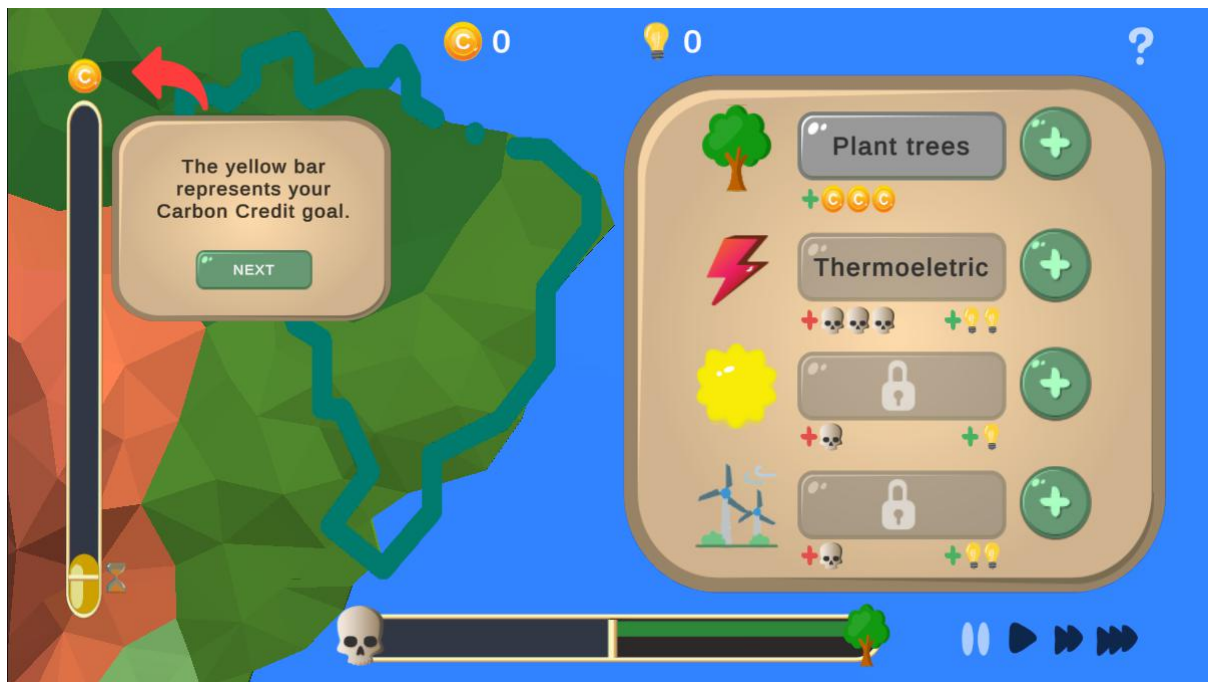 C 0
0
?
C
The yellow bar
represents your
Carbon Credit goal.
NEXT
Plant trees
+ C C C
+
Thermoeletric
+ +
+
+ +
+
+ +
+